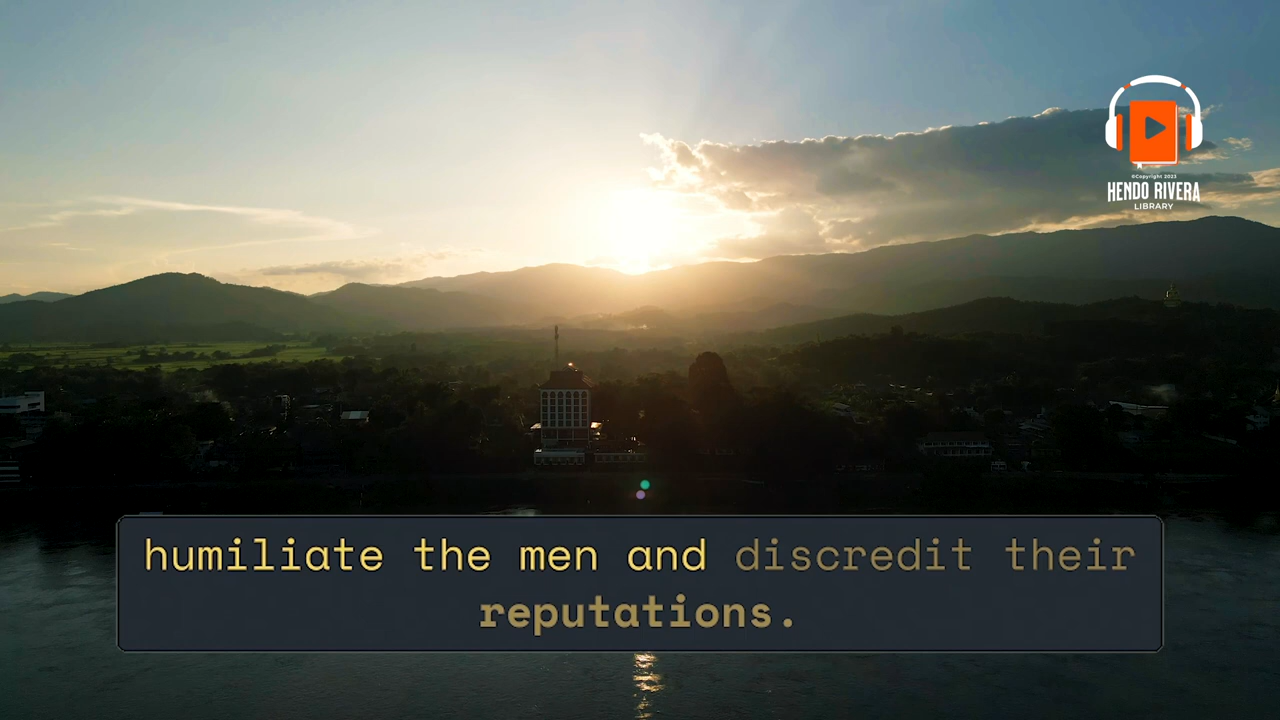 ©Copyright 2023
HENDO RIVERA
LIBRARY
humiliate the men and discredit their
reputations.